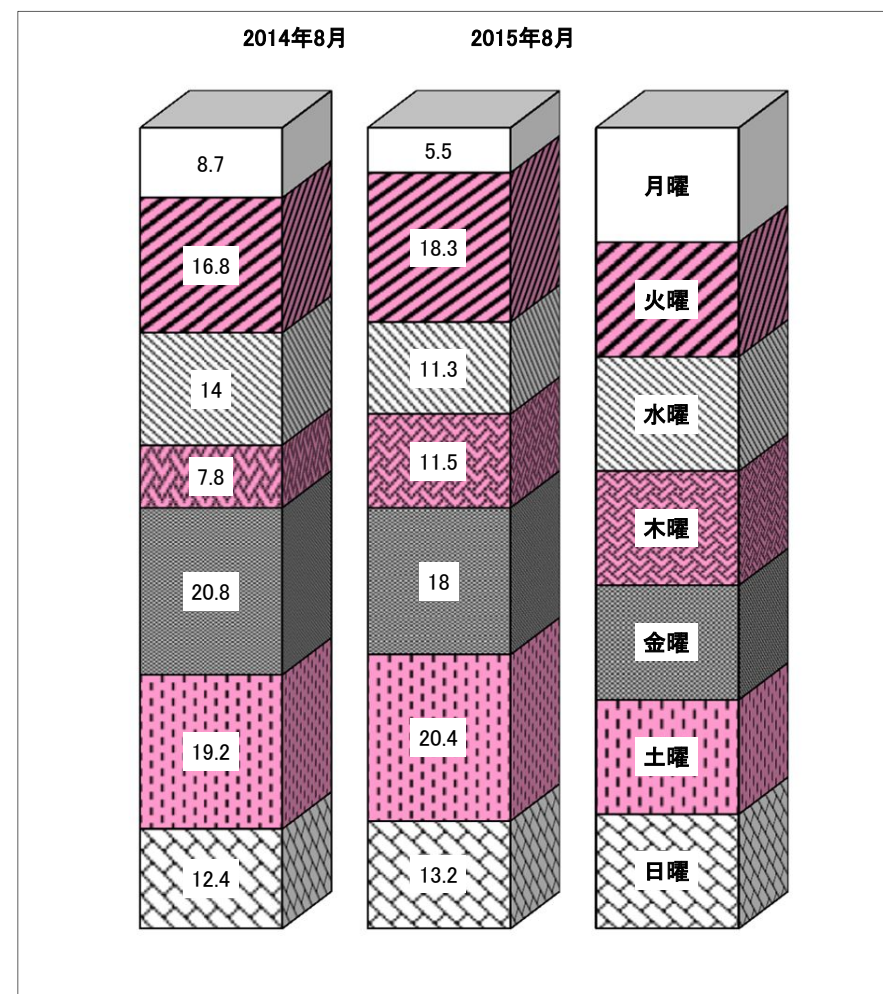 2014年8月 2015年8月
8.7 5.5 月曜
16.8 18.3 火曜
14 11.3 水曜
7.8 11.5 木曜
20.8 18 金曜
19.2 20.4 土曜
12.4 13.2 日曜